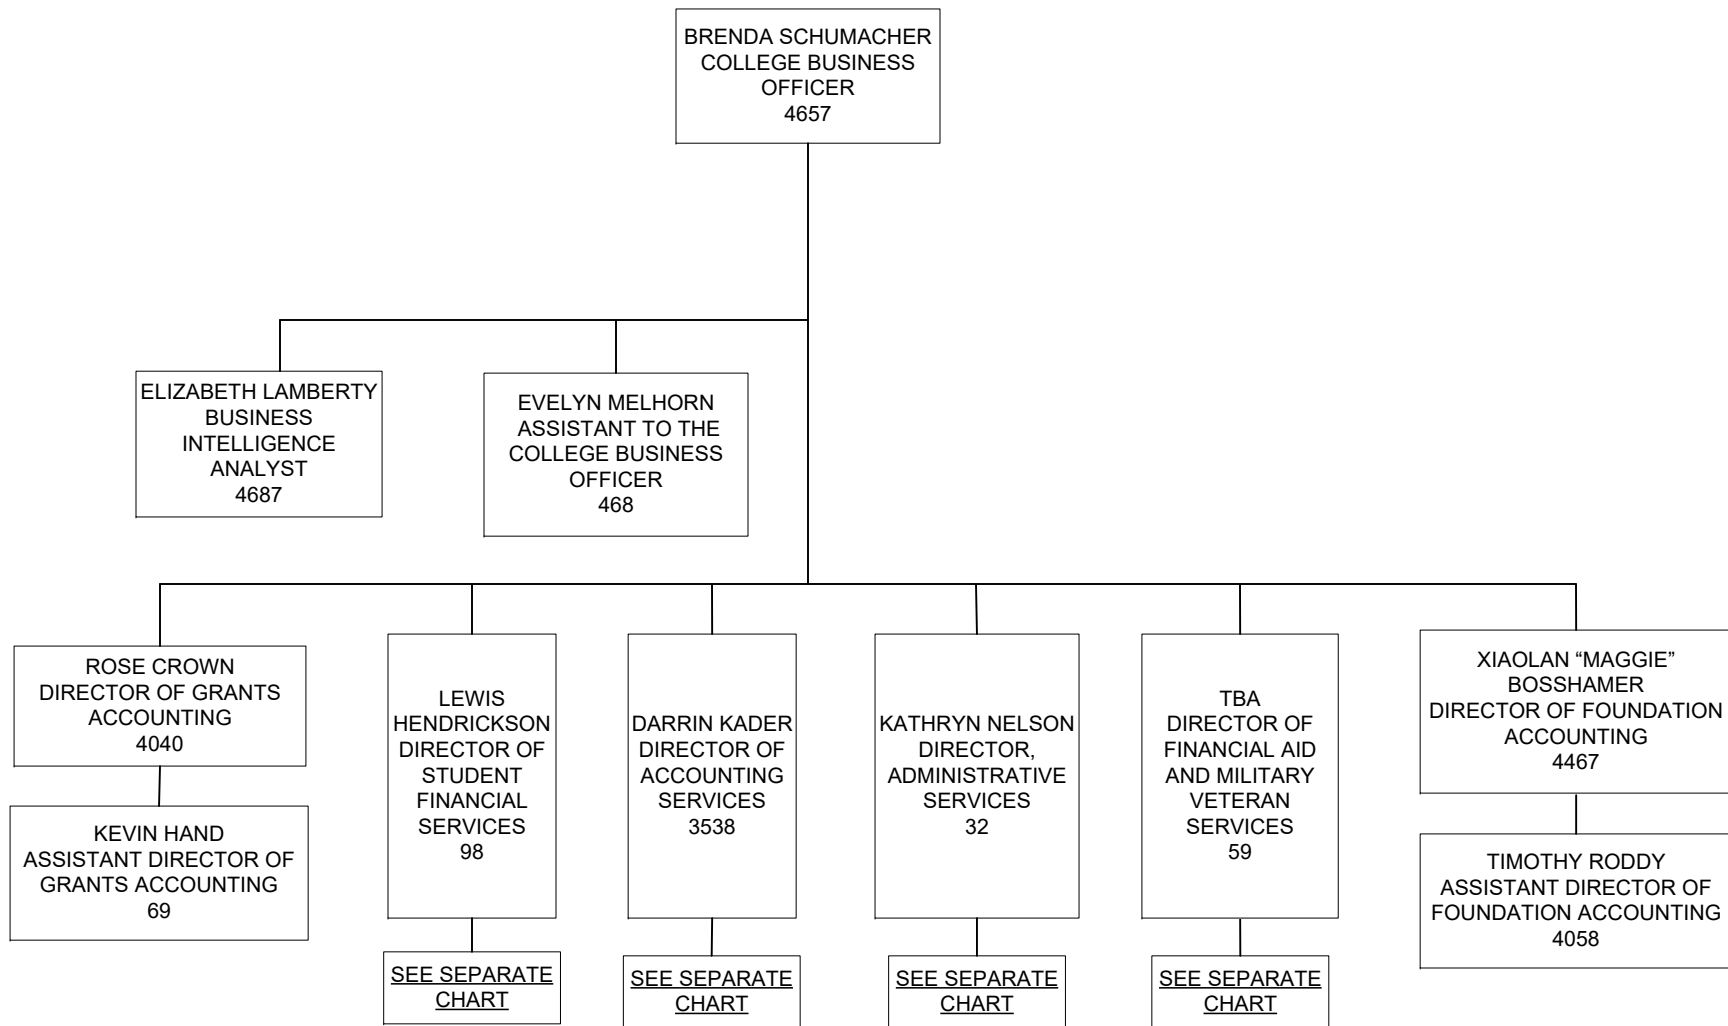 BRENDA SCHUMACHER
COLLEGE BUSINESS
OFFICER
4657
ELIZABETH LAMBERTY
BUSINESS
INTELLIGENCE
ANALYST
4687
EVELYN MELHORN
ASSISTANT TO THE
COLLEGE BUSINESS
OFFICER
468
ROSE CROWN
DIRECTOR OF GRANTS
ACCOUNTING
4040
KEVIN HAND
ASSISTANT DIRECTOR OF
GRANTS ACCOUNTING
69
LEWIS
HENDRICKSON
DIRECTOR OF
STUDENT
FINANCIAL
SERVICES
98
SEE SEPARATE
CHART
DARRIN KADER
DIRECTOR OF
ACCOUNTING
SERVICES
3538
SEE SEPARATE
CHART
KATHRYN NELSON
DIRECTOR,
ADMINISTRATIVE
SERVICES
32
SEE SEPARATE
CHART
TBA
DIRECTOR OF
FINANCIAL AID
AND MILITARY
VETERAN
SERVICES
59
SEE SEPARATE
CHART
XIAOLAN “MAGGIE”
BOSSHAMER
DIRECTOR OF FOUNDATION
ACCOUNTING
4467
TIMOTHY RODDY
ASSISTANT DIRECTOR OF
FOUNDATION ACCOUNTING
4058